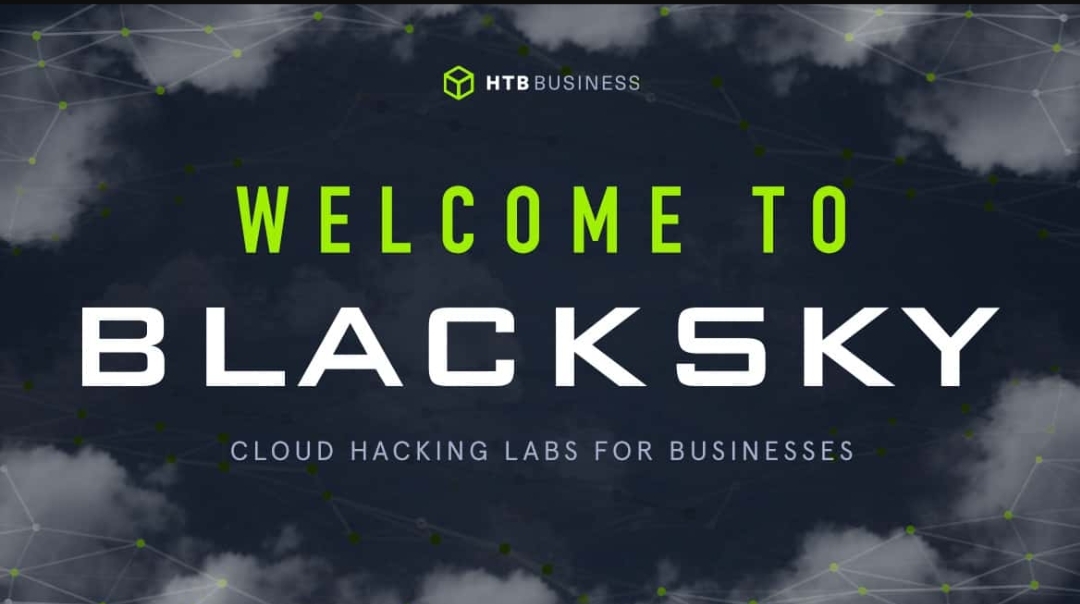 HTB BUSINESS
WELCOME TO
BLACKSKY
CLOUD HACKING LABS FOR BUSINESSES